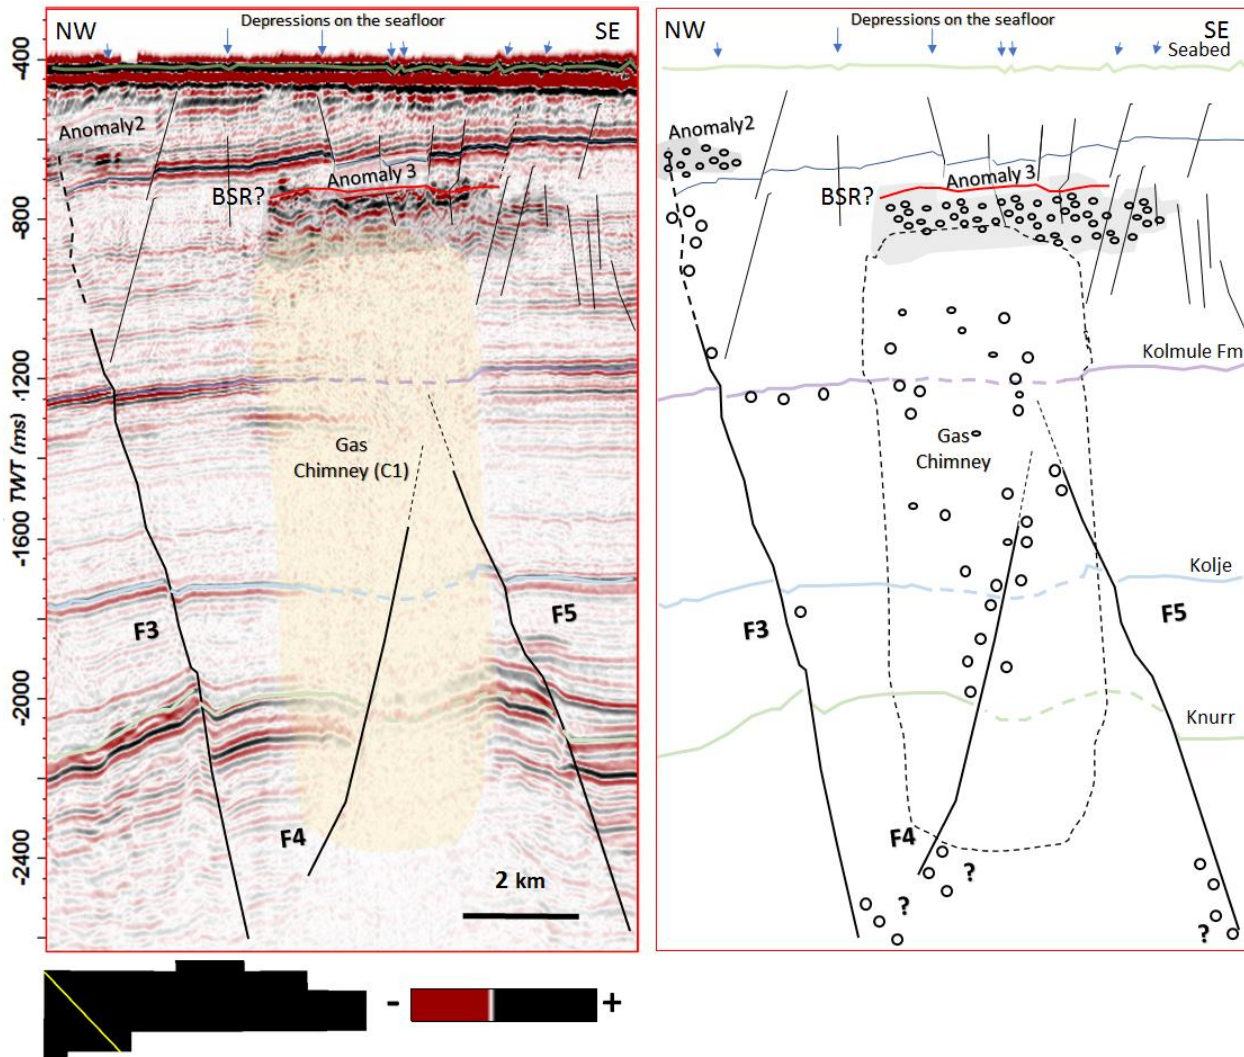 NW
Depressions on the seafloor
SE
-400
Anomaly2
BSR?
Anomaly 3
-800
-1200
TWT (ms)
Gas
Chimney (C1)
-1600
F3
F5
-2000
F4
-2400
2 km
- +
NW
Depressions on the seafloor
SE
Seabed
Anomaly2
BSR?
Anomaly 3
Kolmule Fm
Gas
Chimney
Kolje
F3
F5
Knurr
F4
?
?
?